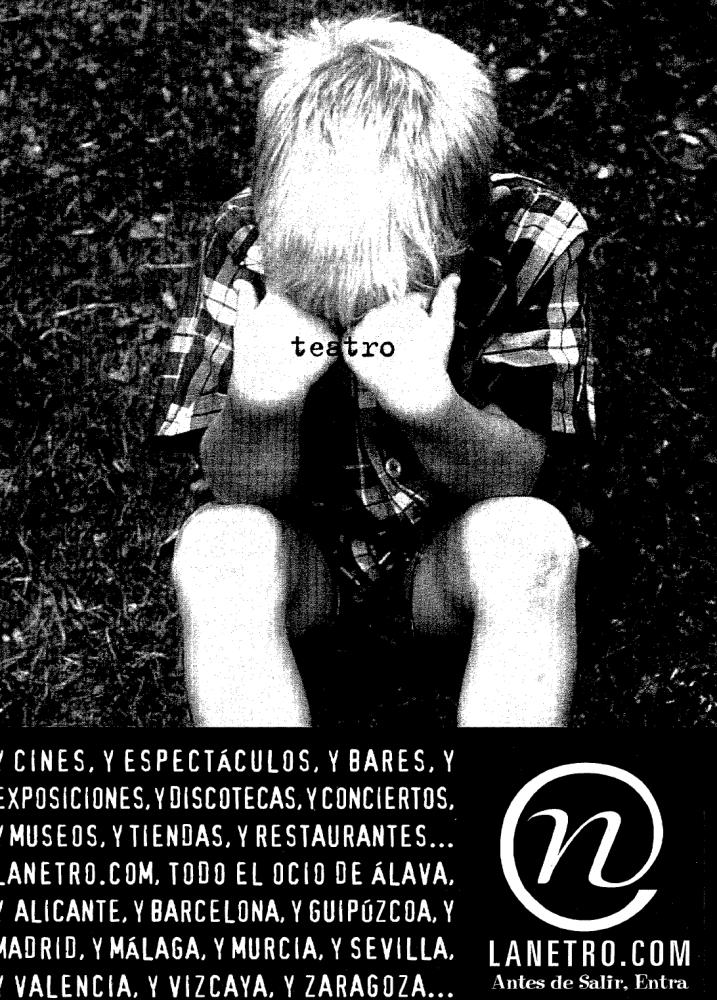 teatro
Y CINES, Y ESPECTÁCULOS, Y BARES, Y
EXPOSICIONES, Y DISCOTECAS, Y CONCIERTOS,
Y MUSEOS, Y TIENDAS, Y RESTAURANTES...
LANETRO.COM, TODO EL OCIO DE ÁLAVA,
Y ALICANTE, Y BARCELONA, Y GUIPÚZCOA, Y
MADRID, Y MÁLAGA, Y MURCIA, Y SEVILLA,
Y VALENCIA, Y VIZCAYA, Y ZARAGOZA...
n
LANETRO.COM
Antes de Salir, Entra